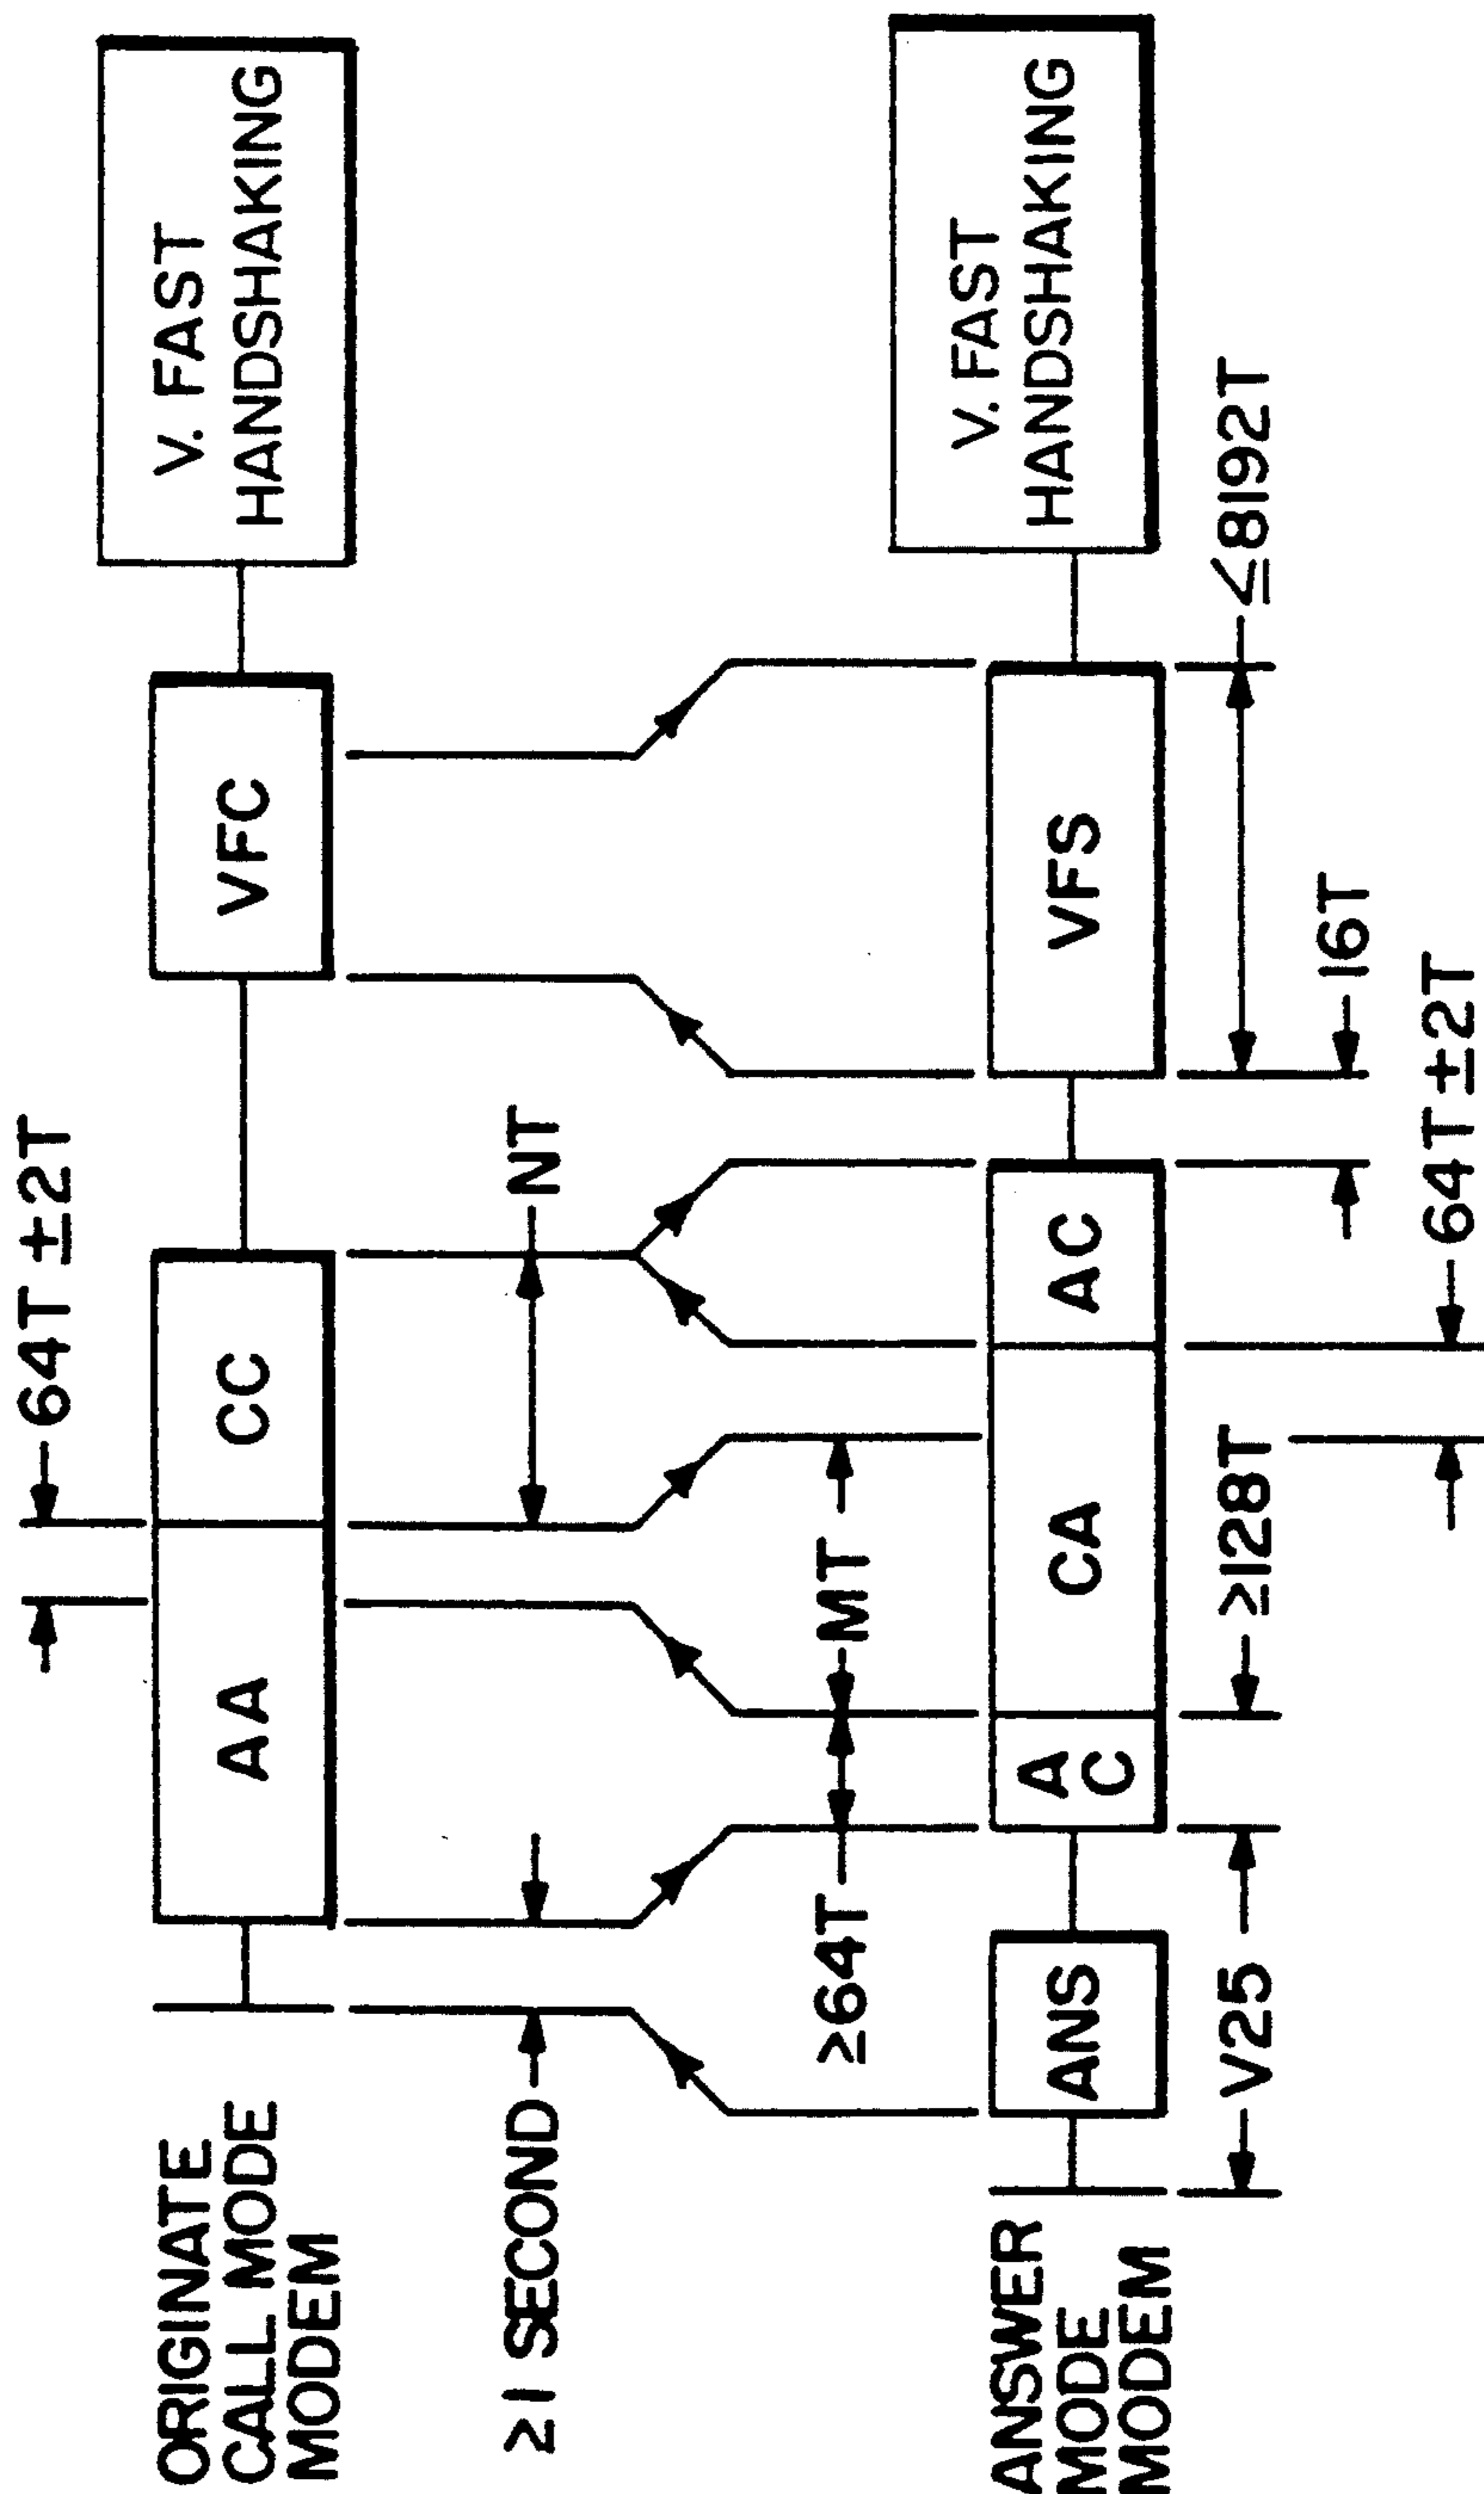 64T ±2T
ORIGINATE
CALL MODE
MODEM
AA
CC
VFC
V. FAST
HANDSHAKING
≥1 SECOND
NT
≥64T
MT
ANSWER
MODE
MODEM
ANS
A
C
CA
AC
VFS
V. FAST
HANDSHAKING
V25
≥128T
≤8192T
16T
64T±2T